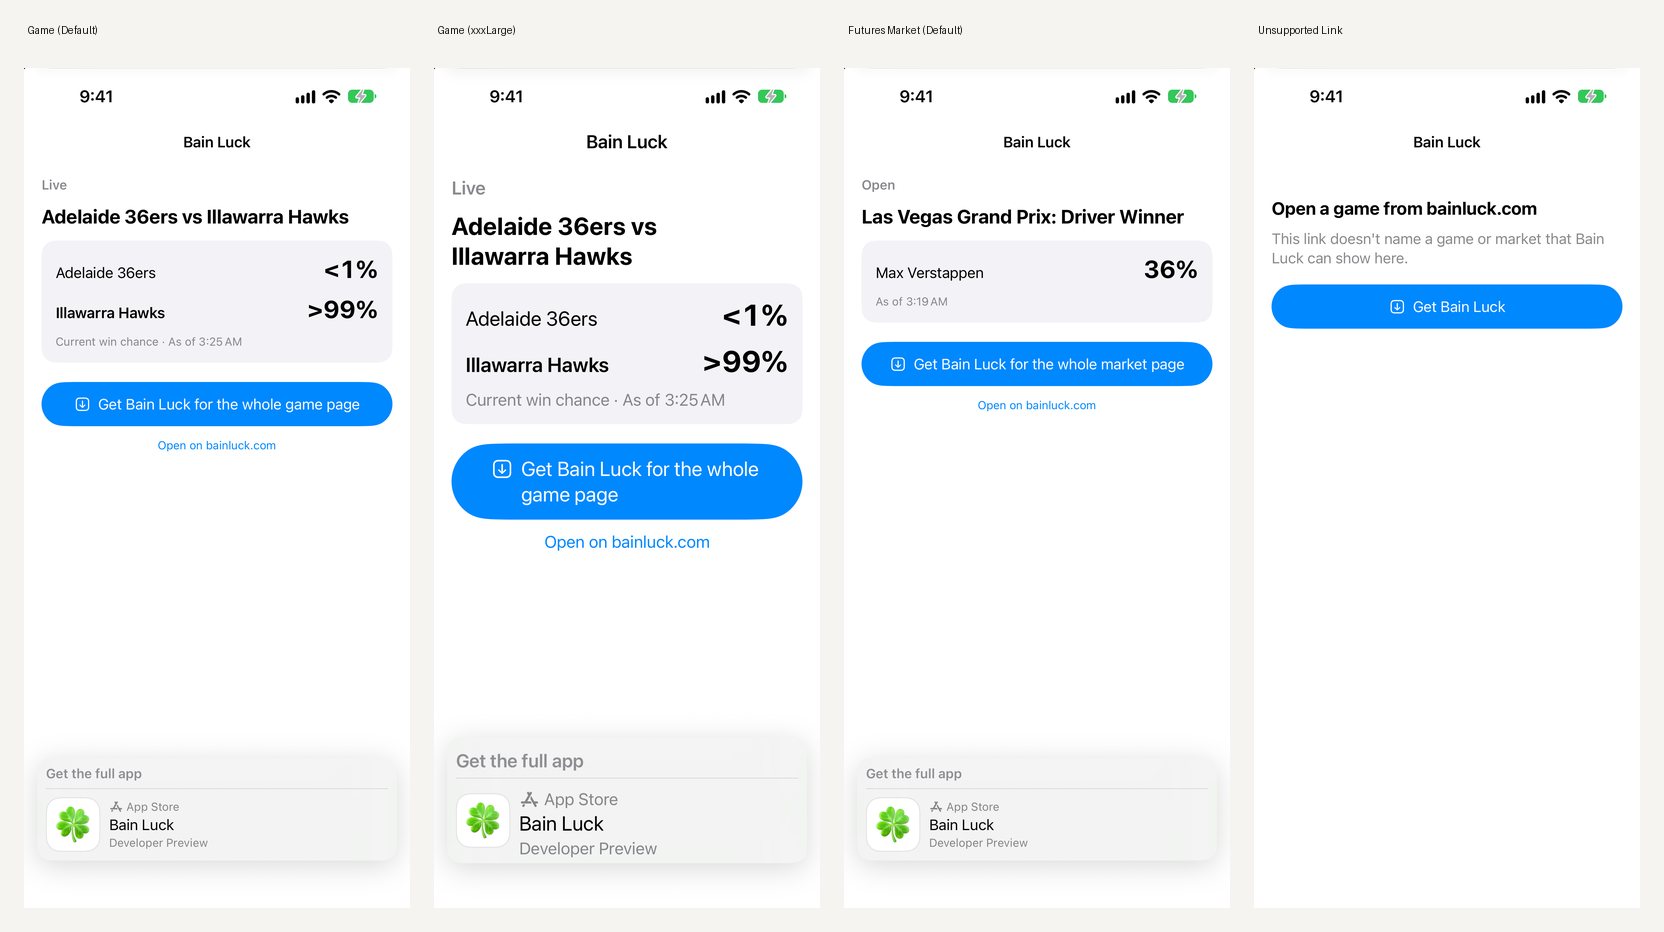 Game (Default)
9:41
Bain Luck
Live
Adelaide 36ers vs Illawarra Hawks
Adelaide 36ers <1%
Illawarra Hawks >99%
Current win chance · As of 3:25 AM
Get Bain Luck for the whole game page
Open on bainluck.com
Get the full app
App Store
Bain Luck
Developer Preview
Game (xxxLarge)
9:41
Bain Luck
Live
Adelaide 36ers vs
Illawarra Hawks
Adelaide 36ers <1%
Illawarra Hawks >99%
Current win chance · As of 3:25 AM
Get Bain Luck for the whole
game page
Open on bainluck.com
Get the full app
App Store
Bain Luck
Developer Preview
Futures Market (Default)
9:41
Bain Luck
Open
Las Vegas Grand Prix: Driver Winner
Max Verstappen 36%
As of 3:19 AM
Get Bain Luck for the whole market page
Open on bainluck.com
Get the full app
App Store
Bain Luck
Developer Preview
Unsupported Link
9:41
Bain Luck
Open a game from bainluck.com
This link doesn't name a game or market that Bain
Luck can show here.
Get Bain Luck